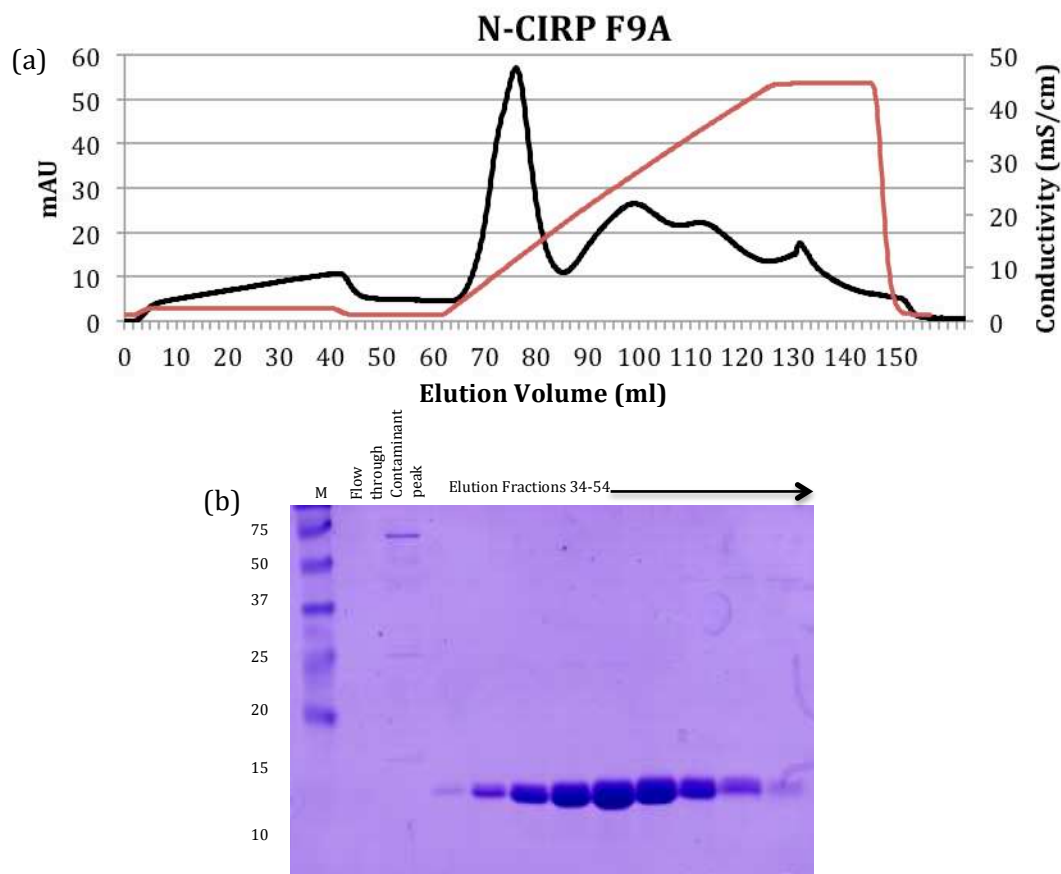 N-CIRP F9A
(a)
60 50 40 30 20 10 0
mAU
50 40 30 20 10 0
Conductivity (mS/cm)
0 10 20 30 40 50 60 70 80 90 100 110 120 130 140 150
Elution Volume (ml)
(b)
M
Flow
through
Contaminant
peak
Elution Fractions 34-54
75
50
37
25
20
15
10